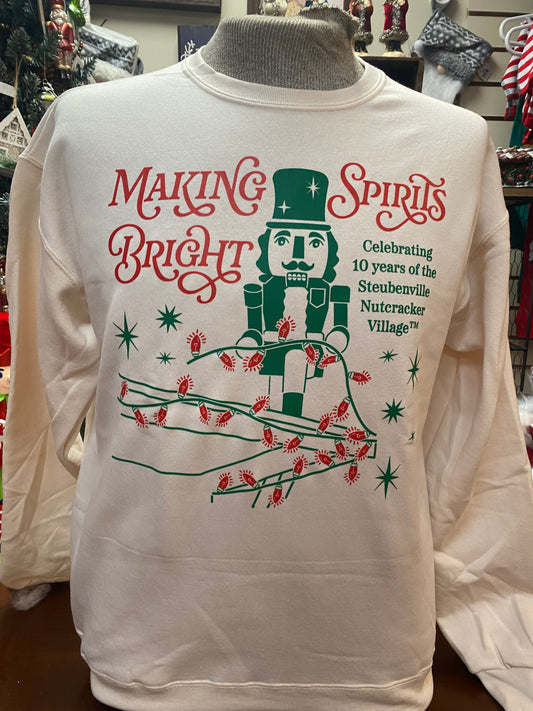 MAKING SPIRITS
BRIGHT
Celebrating
10 years of the
Steubenville
Nutcracker
Village™